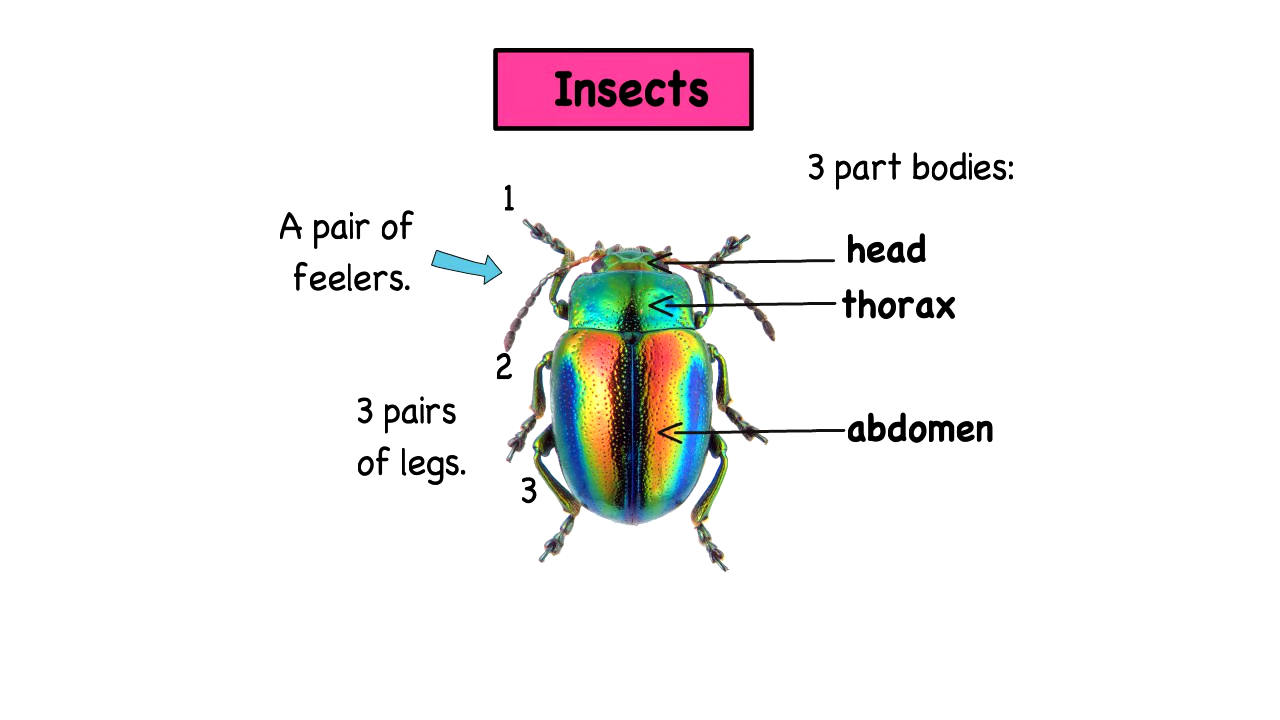 Insects
3 part bodies:
1
A pair of
feelers.
head
thorax
2
3 pairs
of legs.
abdomen
3